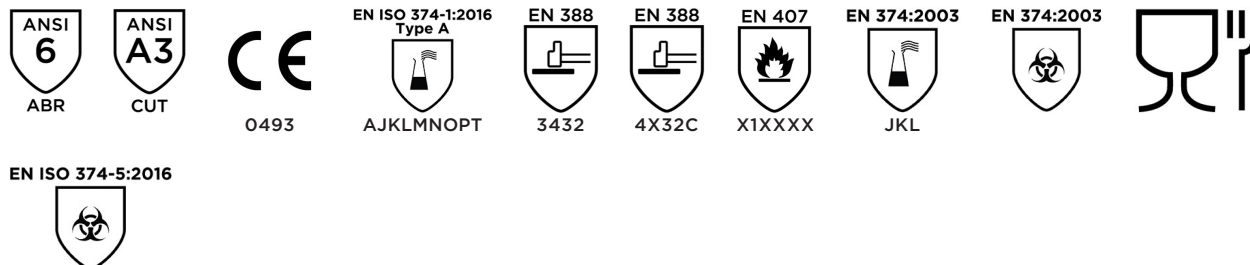 ANSI
6
ABR
ANSI
A3
CUT
CE
0493
EN ISO 374-1:2016
Type A
AJKLMNOPT
EN 388
3432
EN 388
4X32C
EN 407
X1XXXX
EN 374:2003
JKL
EN 374:2003
EN ISO 374-5:2016